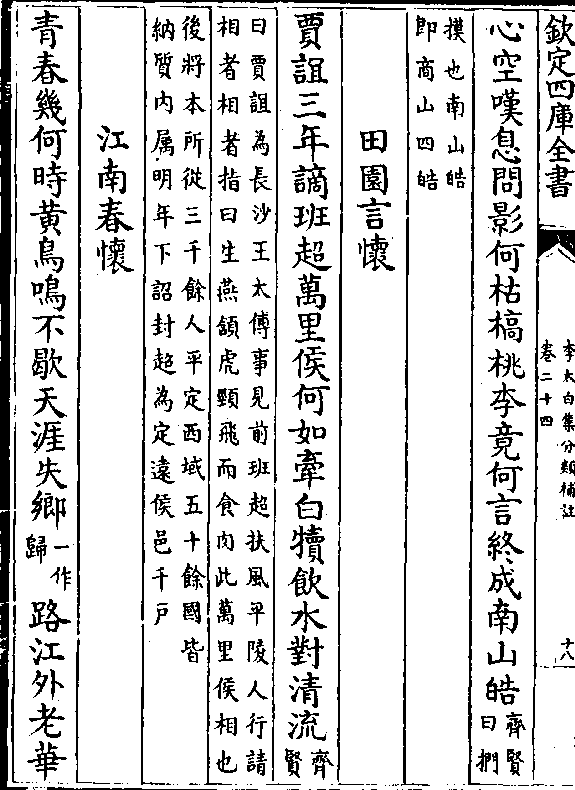 欽定四庫全書
李太白集分類補註
卷二十四
十八
心空嘆息問影何枯槁桃李竟何言終成南山皓齊賢
曰捫
摸也南山皓
即商山四皓
田園言懷
賈誼三年謫班超萬里侯何如牽白犢飲水對清流齊
賢
曰賈誼為長沙王太傅事見前班超扶風平陵人行請
相者相者指曰生燕頷虎頸飛而食肉此萬里侯相也
後將本所從三千餘人平定西域五十餘國皆
納質内属明年下詔封超為定遠侯邑千戸
江南春懷
青春幾何時黄鳥鳴不歇天涯失鄉一作
歸路江外老華